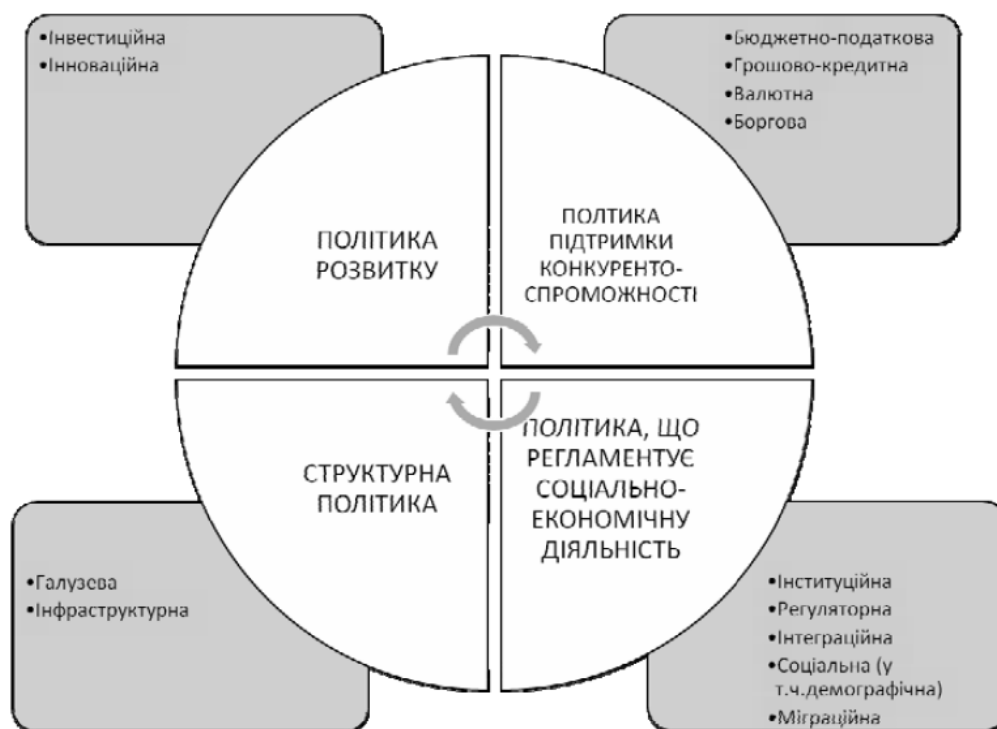 •Інвестиційна
•Інноваційна
•Бюджетно-податкова
•Грошово-кредитна
•Валютна
•Боргова
ПОЛІТИКА
РОЗВИТКУ
ПОЛТИКА
ПІДТРИМКИ
КОНКУРЕНТО-
СПРОМОЖНОСТІ
СТРУКТУРНА
ПОЛІТИКА
ПОЛІТИКА, ЩО
РЕГЛАМЕНТУЄ
СОЦІАЛЬНО-
ЕКОНОМІЧНУ
ДІЯЛЬНІСТЬ
•Галузева
•Інфраструктурна
•Інституційна
•Регуляторна
•Інтеграційна
•Соціальна (у
т.ч.демографічна)
•Міграційна